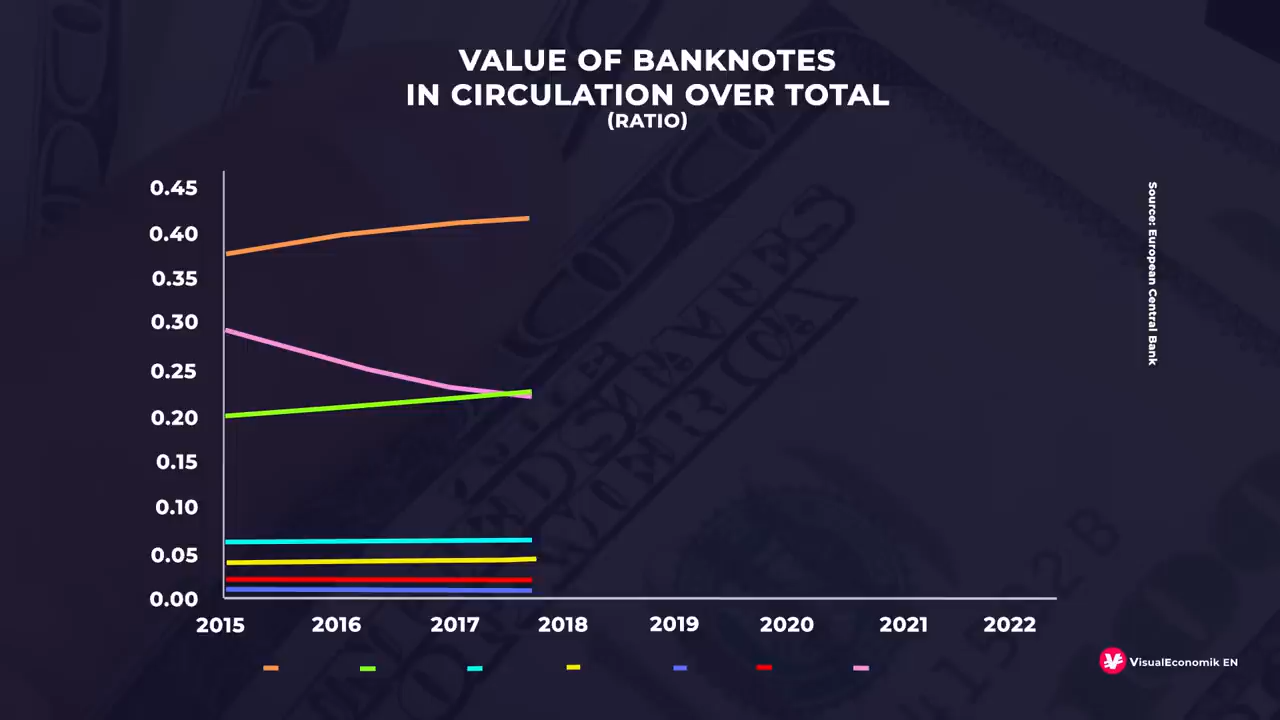 VALUE OF BANKNOTES
IN CIRCULATION OVER TOTAL
(RATIO)
0.45
0.40
0.35
0.30
0.25
0.20
0.15
0.10
0.05
0.00
2015 2016 2017 2018 2019 2020 2021 2022
Source: European Central Bank
VisualEconomik EN